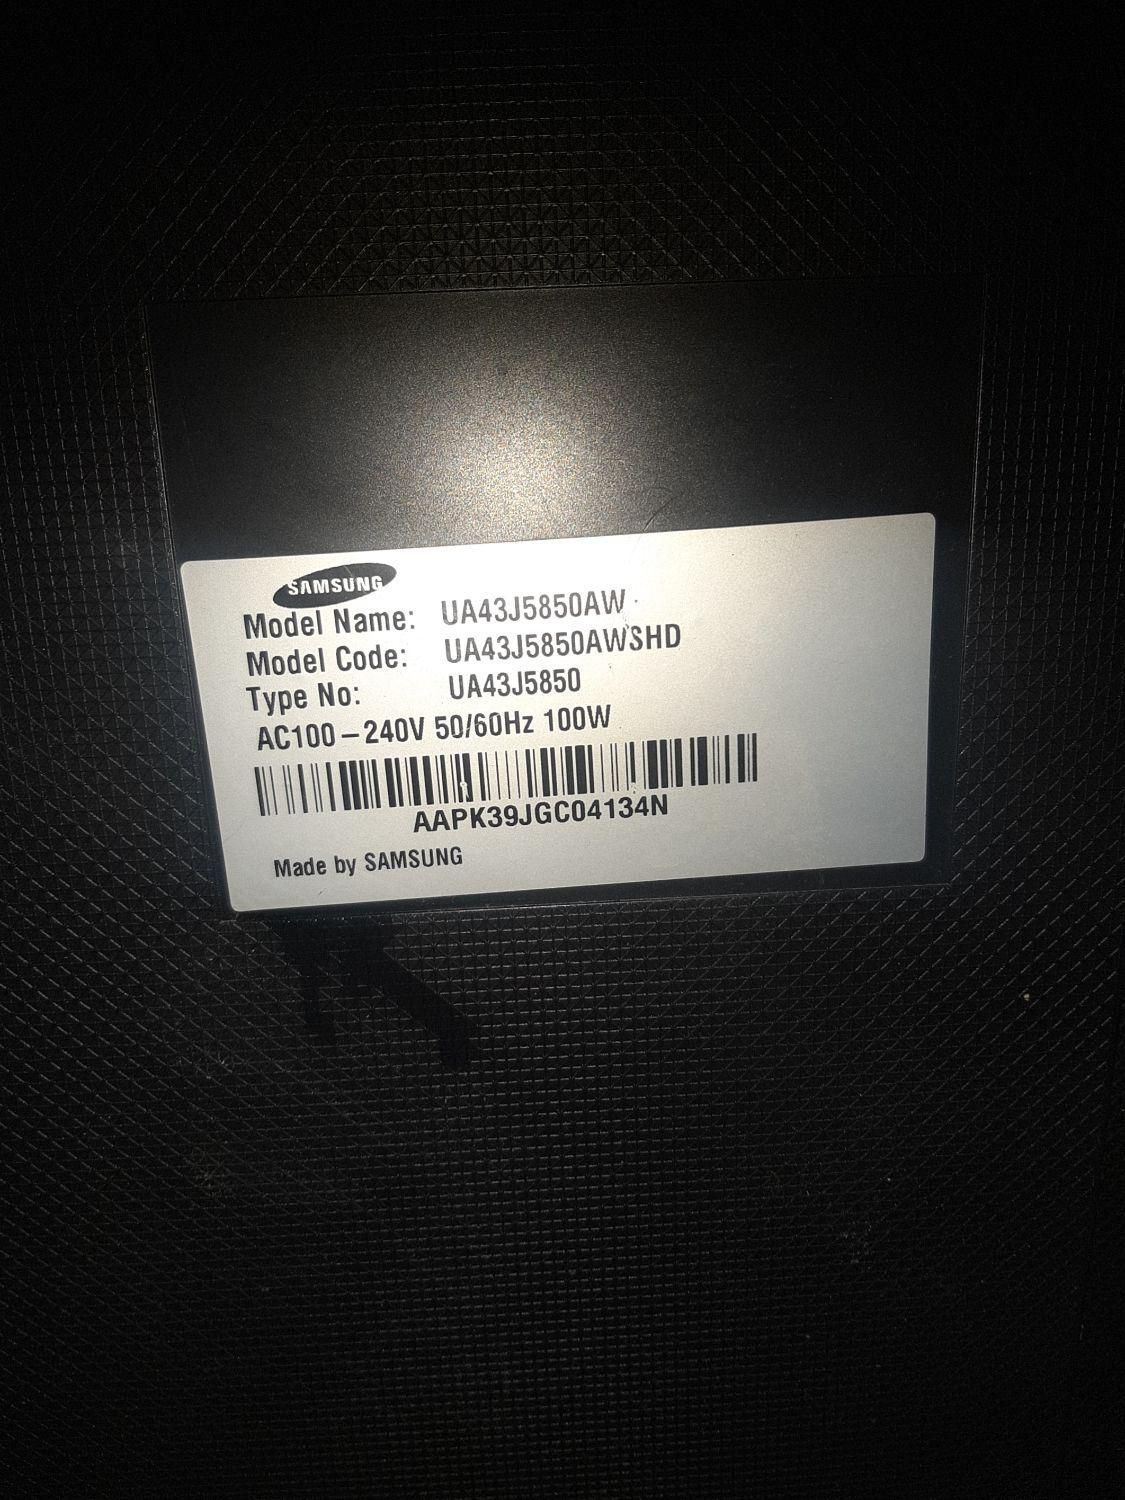 SAMSUNG
Model Name: UA43J5850AW
Model Code: UA43J5850AWSHD
Type No: UA43J5850
AC100–240V 50/60Hz 100W
AAPK39JGC04134N
Made by SAMSUNG